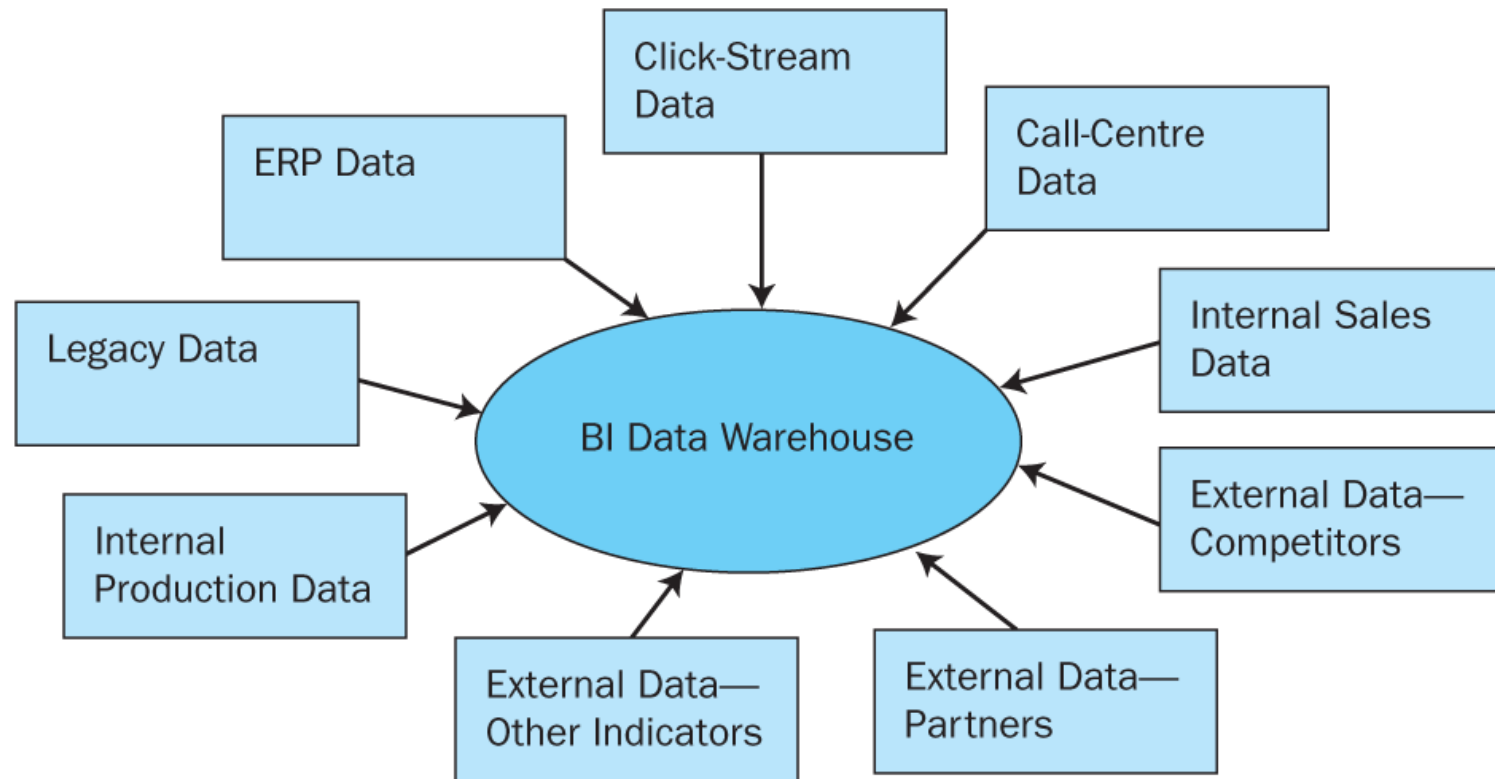 Click-Stream
Data
Call-Centre
Data
ERP Data
Internal Sales
Data
Legacy Data
BI Data Warehouse
External Data—
Competitors
Internal
Production Data
External Data—
Partners
External Data—
Other Indicators